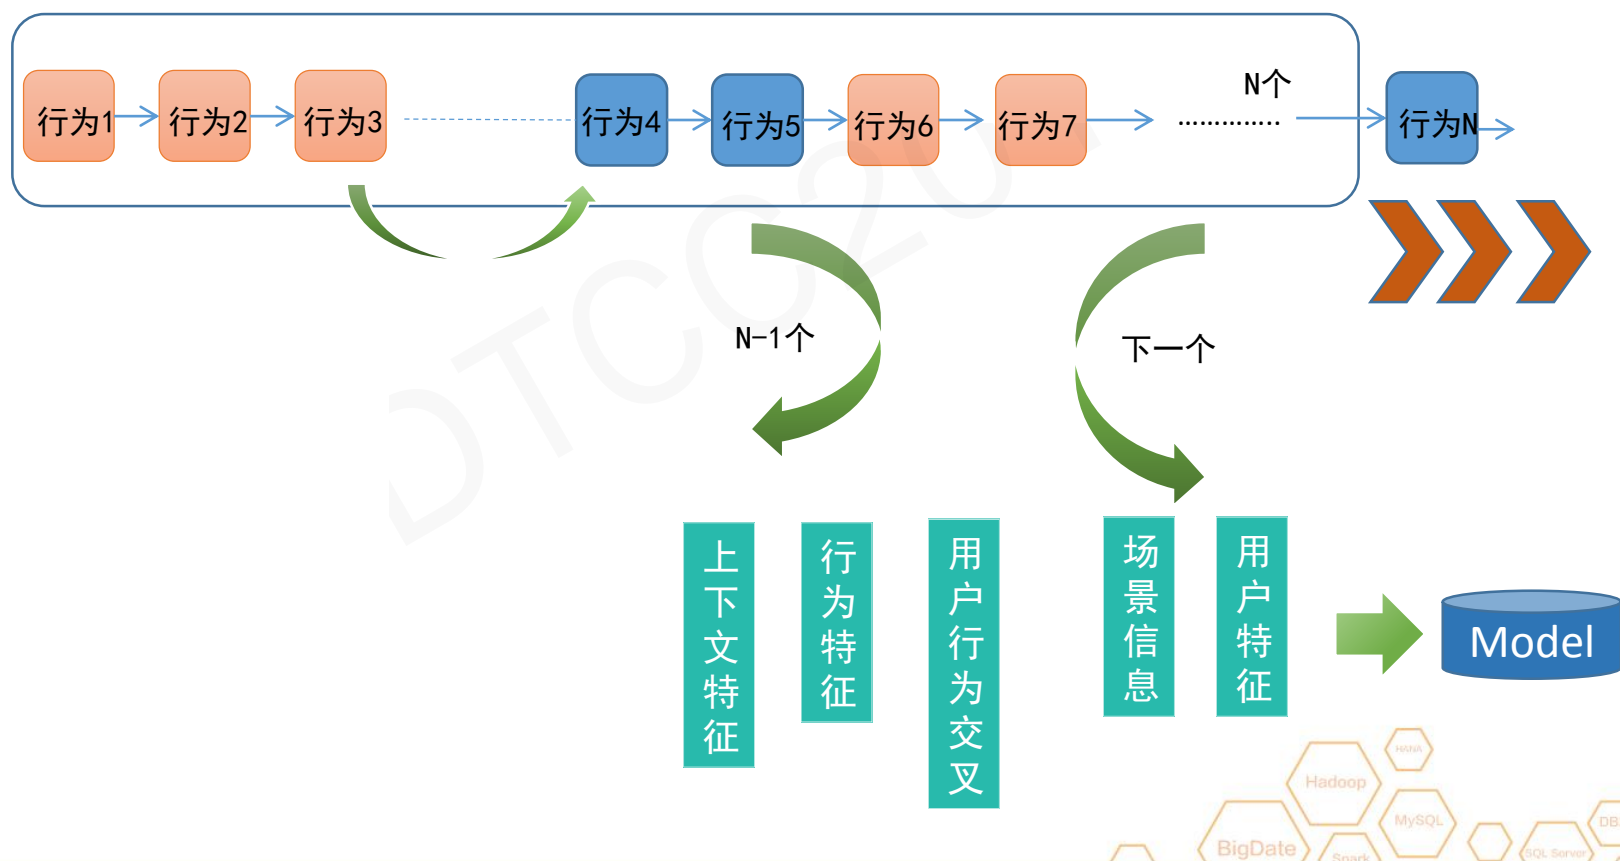 N个
行为1
行为2
行为3
行为4
行为5
行为6
行为7
.............
行为N
N-1个
下一个
上下文特征
行为特征
用户行为交叉
场景信息
用户特征
Model
HANA
Hadoop
MySQL
DB
BigDate
Spark
SQL Server